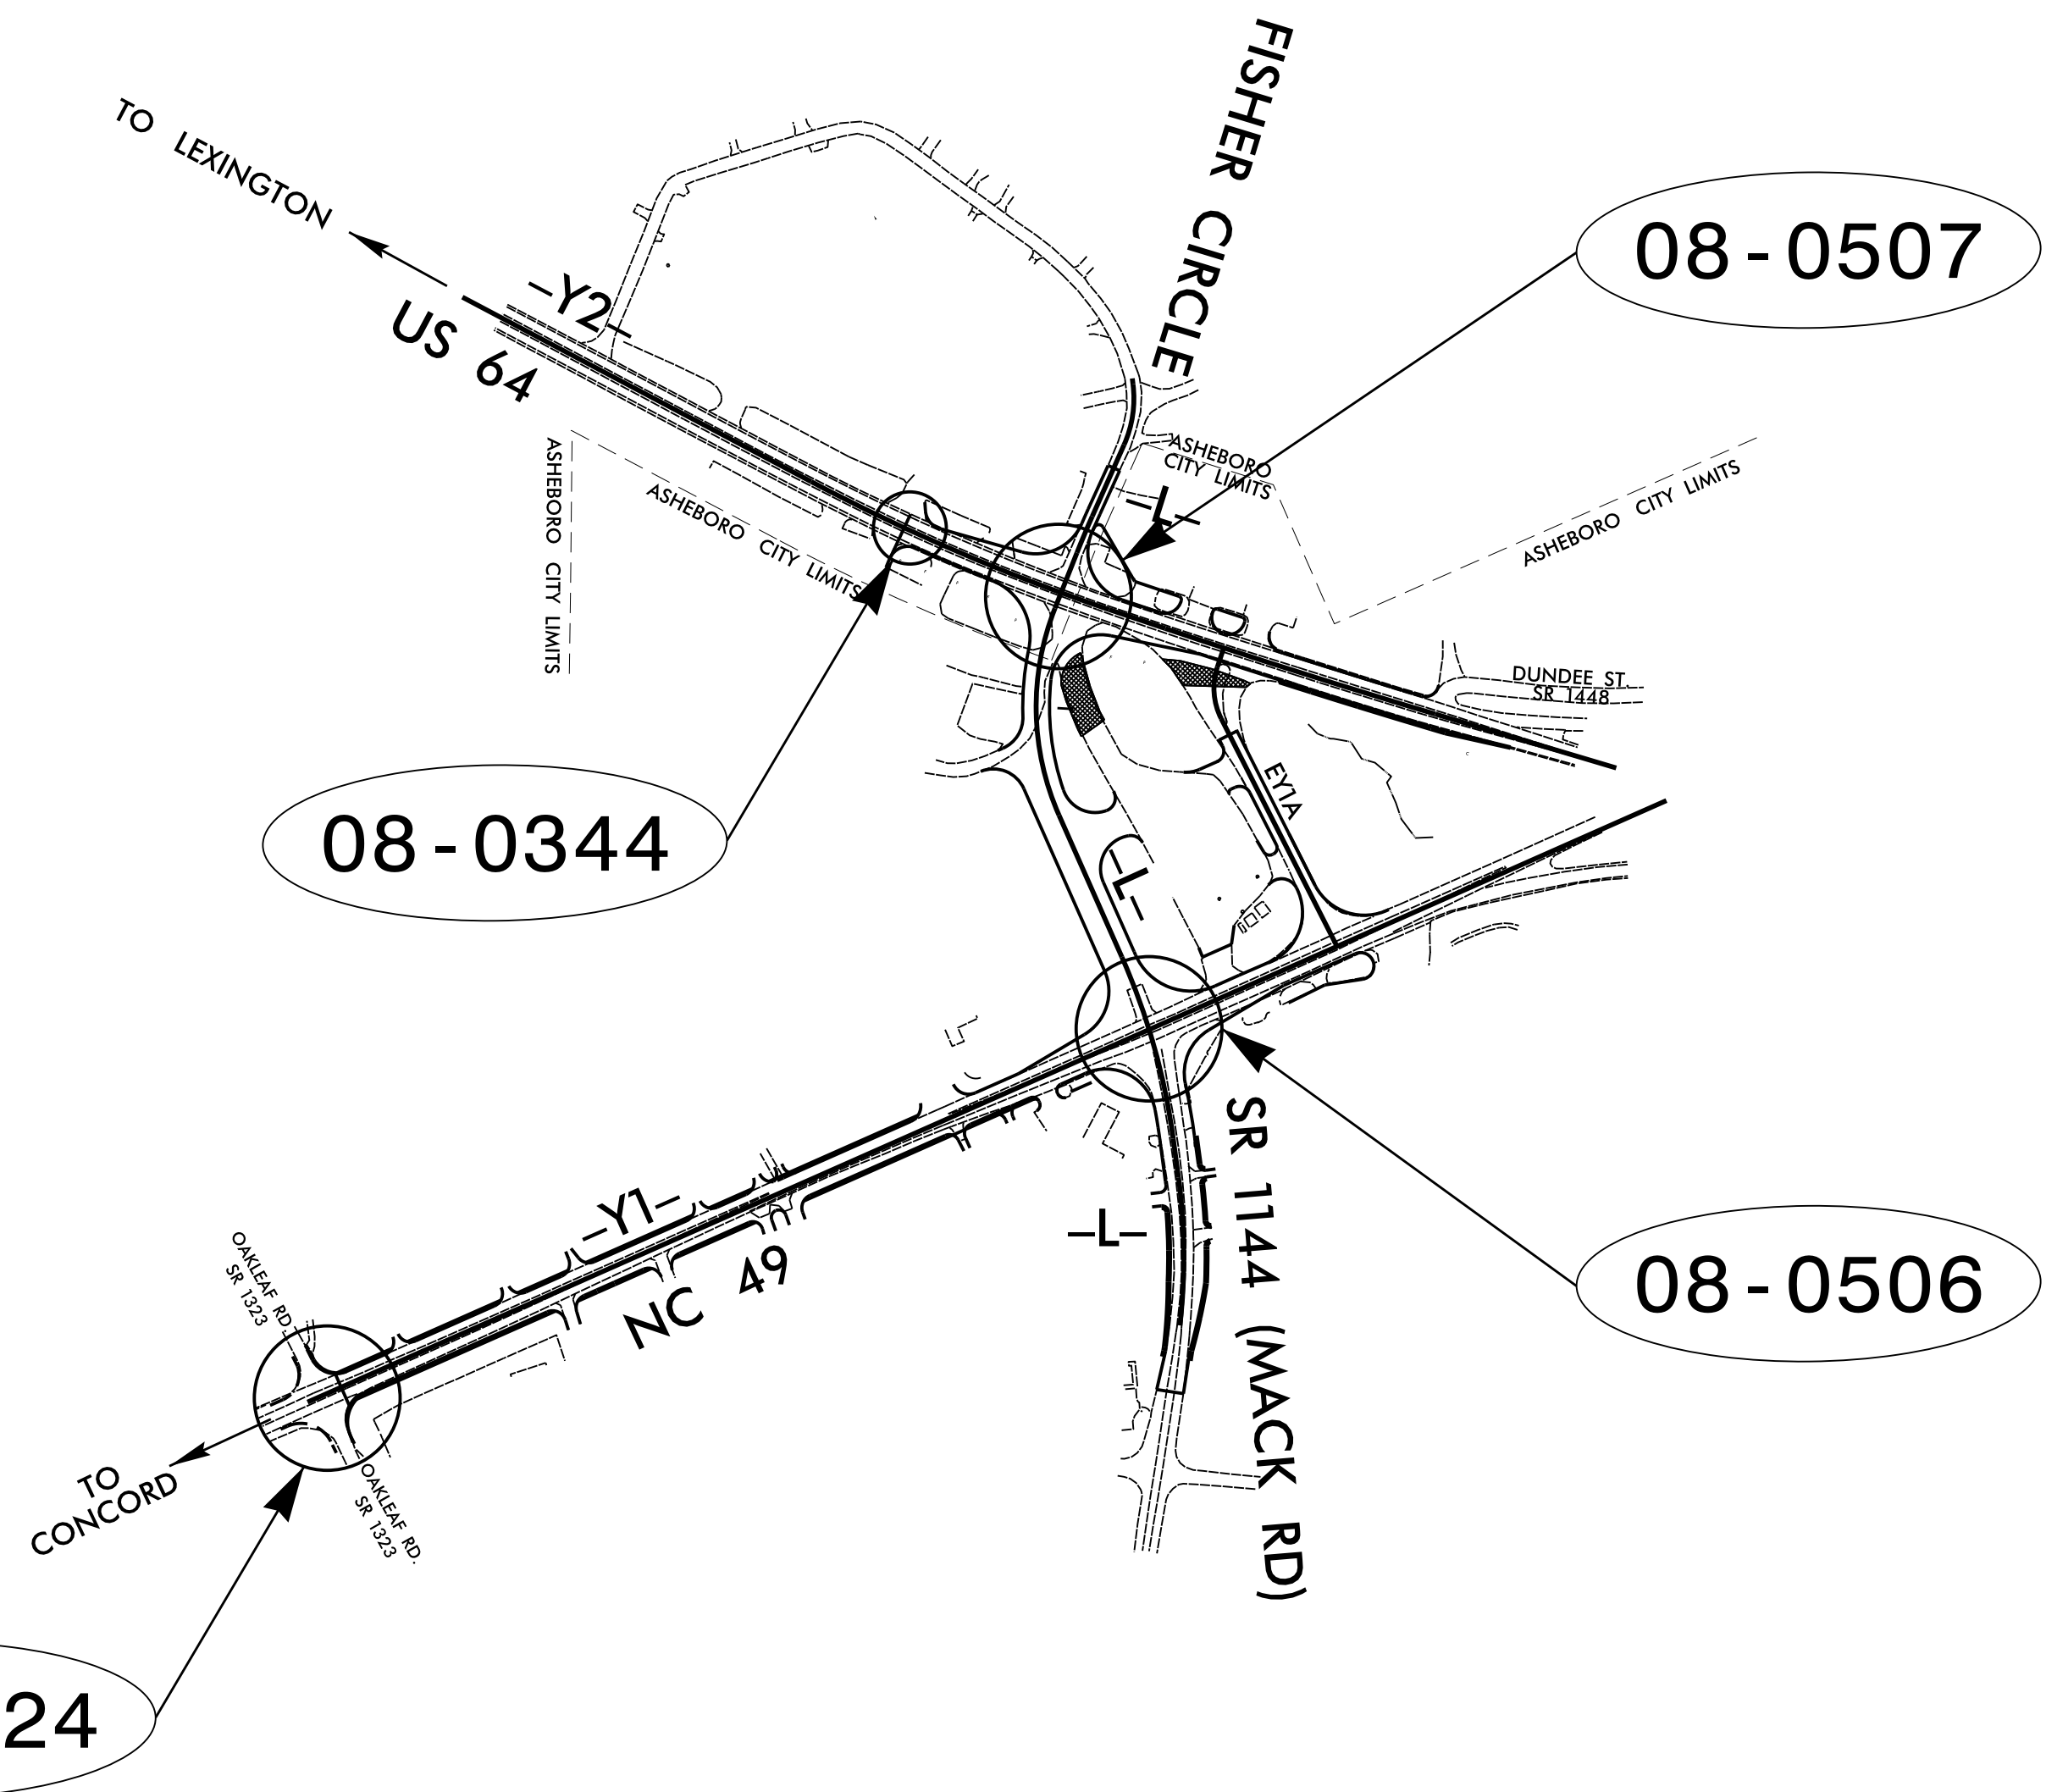 FISHER CIRCLE
TO LEXINGTON
08-0507
-Y2-
US 64
ASHEBORO
CITY LIMITS
ASHEBORO CITY LIMITS
ASHEBORO CITY LIMITS
ASHEBORO CITY LIMITS
-L-
DUNDEE ST.
SR 1448
EY1A
08-0344
-L-
SR 1144 (MACK RD)
-Y1-
-L-
NC 49
08-0506
OAKLEAF RD.
SR 1323
TO
CONCORD
OAKLEAF RD.
SR 1323
24